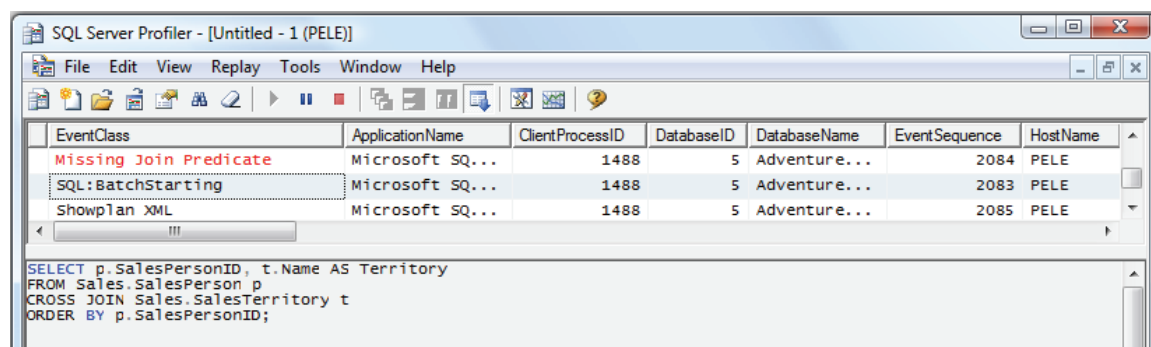 SQL Server Profiler - [Untitled - 1 (PELE)]
File Edit View Replay Tools Window Help
EventClass ApplicationName ClientProcessID DatabaseID DatabaseName EventSequence HostName
Missing Join Predicate Microsoft SQ... 1488 5 Adventure... 2084 PELE
SQL:BatchStarting Microsoft SQ... 1488 5 Adventure... 2083 PELE
Showplan XML Microsoft SQ... 1488 5 Adventure... 2085 PELE
SELECT p.SalesPersonID, t.Name AS Territory
FROM Sales.SalesPerson p
CROSS JOIN Sales.SalesTerritory t
ORDER BY p.SalesPersonID;